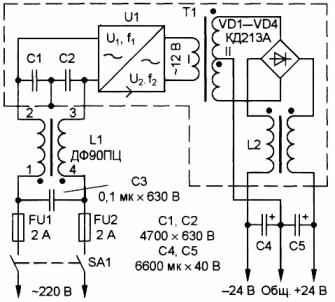 U1
T1
VD1—VD4
КД213А
C1 C2
U₁, f₁
U₂, f₂
~12 В
I
II
2 3
L1
ДФ90ПЦ
L2
1 4
C3
0,1 мк × 630 В
FU1
2 А
FU2
2 А
C1, C2
4700 × 630 В
C4, C5
6600 мк × 40 В
C4 + C5 +
SA1
~220 В
–24 В Общ. +24 В